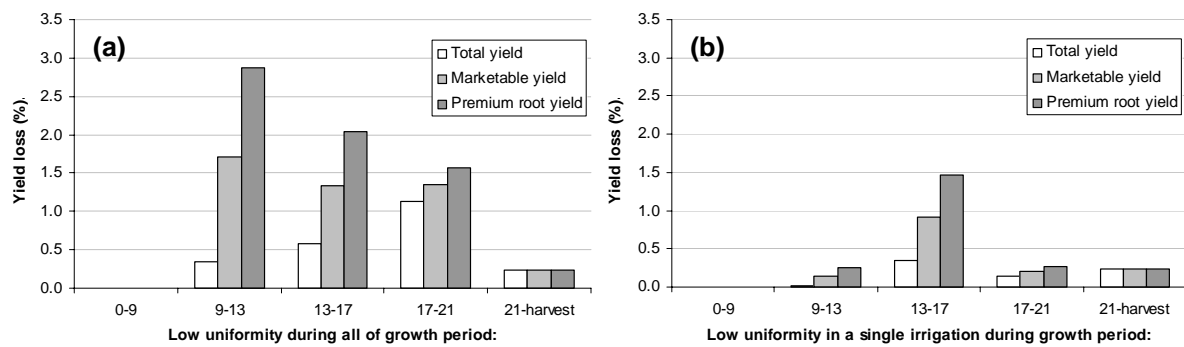 (a)
Total yield
Marketable yield
Premium root yield
Yield loss (%)
3.5
3.0
2.5
2.0
1.5
1.0
0.5
0.0
0-9 9-13 13-17 17-21 21-harvest
Low uniformity during all of growth period:
(b)
Total yield
Marketable yield
Premium root yield
Yield loss (%)
3.5
3.0
2.5
2.0
1.5
1.0
0.5
0.0
0-9 9-13 13-17 17-21 21-harvest
Low uniformity in a single irrigation during growth period: